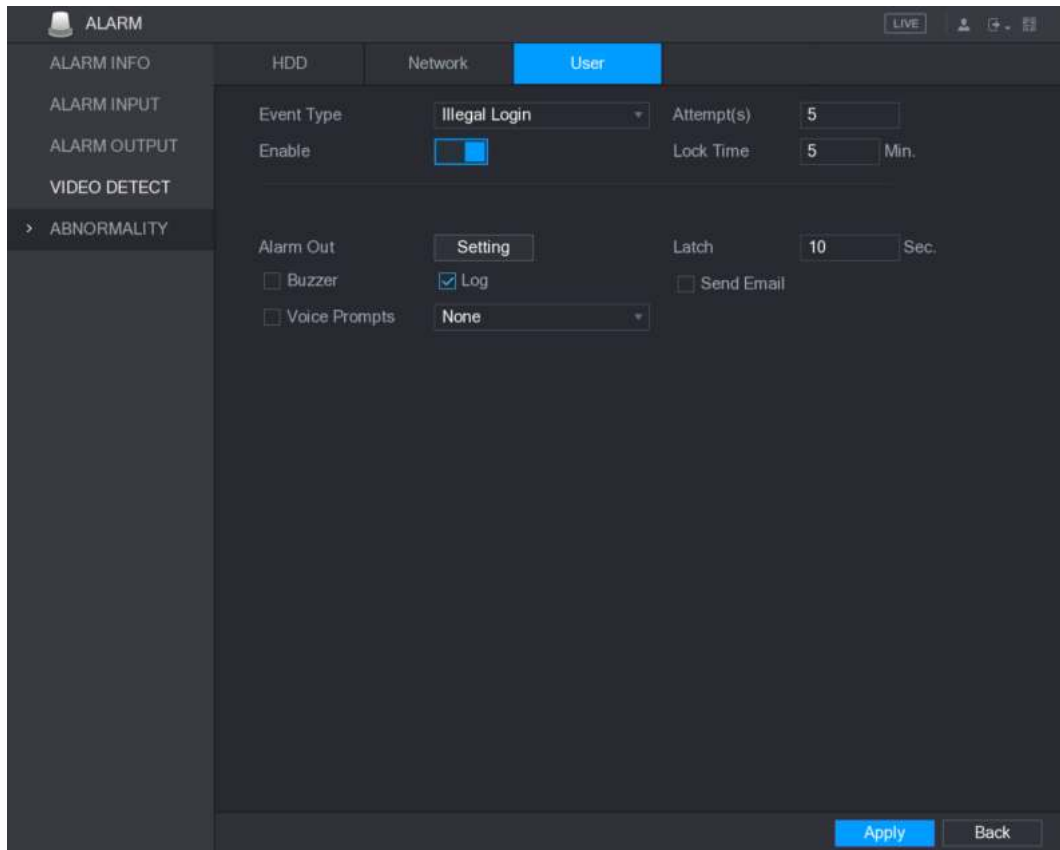 ALARM
LIVE
ALARM INFO
ALARM INPUT
ALARM OUTPUT
VIDEO DETECT
> ABNORMALITY
HDD Network User
Event Type Illegal Login Attempt(s) 5
Enable Lock Time 5 Min.
Alarm Out Setting Latch 10 Sec.
Buzzer Log Send Email
Voice Prompts None
Apply Back